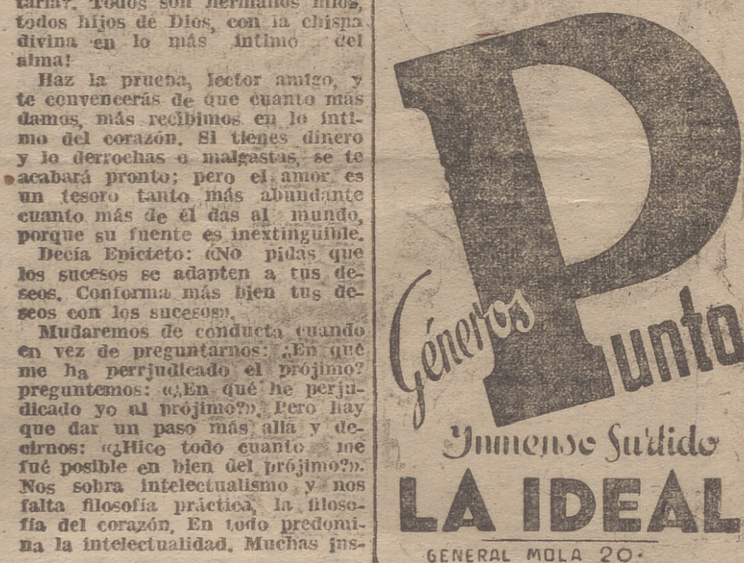 taria?. Todos son hermanos míos,
todos hijos de Dios, con la chispa
divina en lo más íntimo del
alma!
Haz la prueba, lector amigo, y
te convencerás de que cuanto más
damos, más recibimos en lo ínti-
mo del corazón. Si tienes dinero
y lo derrochas o malgastas, se te
acabará pronto; pero el amor es
un tesoro tanto más abundante
cuanto más de él das al mundo,
porque su fuente es inextinguible.
Decía Epicteto: «No pidas que
los sucesos se adapten a tus de-
seos. Conforma más bien tus de-
seos con los sucesos».
Mudaremos de conducta cuando
en vez de preguntarnos: ¿En qué
me ha perrjudicado el prójimo?
preguntemos: «¿En qué he perju-
dicado yo al prójimo?». Pero hay
que dar un paso más allá y de-
cirnos: «¿Hice todo cuanto me
fué posible en bien del prójimo?».
Nos sobra intelectualismo y nos
falta filosofía práctica, la filoso-
fía del corazón. En todo predomi-
na la intelectualidad. Muchas jns-
Géneros
Punto
Inmenso Surtido
LA IDEAL
GENERAL MOLA 20.